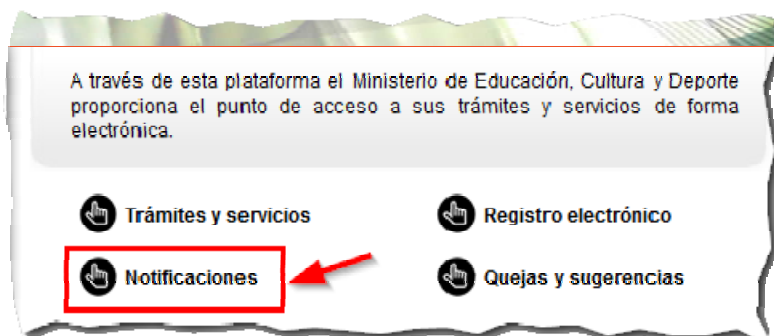 A través de esta plataforma el Ministerio de Educación, Cultura y Deporte
proporciona el punto de acceso a sus trámites y servicios de forma
electrónica.
Trámites y servicios
Registro electrónico
Notificaciones
Quejas y sugerencias